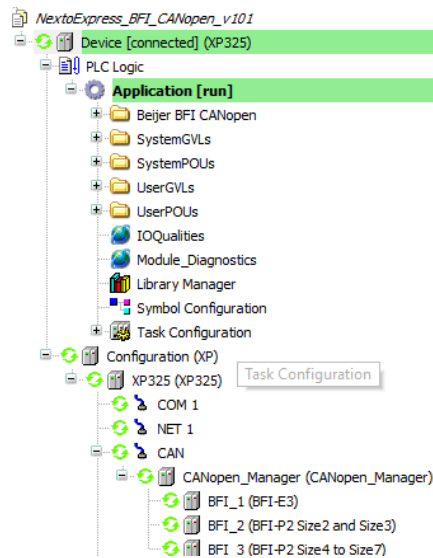 NextoExpress_BFI_CANopen_v101
Device [connected] (XP325)
PLC Logic
Application [run]
Beijer BFI CANopen
SystemGVLs
SystemPOUs
UserGVLs
UserPOUs
IOQualities
Module_Diagnostics
Library Manager
Symbol Configuration
Task Configuration
Configuration (XP)
XP325 (XP325)
Task Configuration
COM 1
NET 1
CAN
CANopen_Manager (CANopen_Manager)
BFI_1 (BFI-E3)
BFI_2 (BFI-P2 Size2 and Size3)
BFI_3 (BFI-P2 Size4 to Size7)